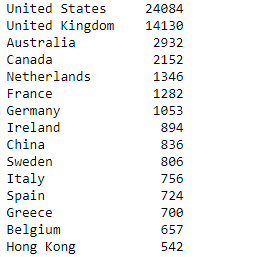 United States 24084
United Kingdom 14130
Australia 2932
Canada 2152
Netherlands 1346
France 1282
Germany 1053
Ireland 894
China 836
Sweden 806
Italy 756
Spain 724
Greece 700
Belgium 657
Hong Kong 542